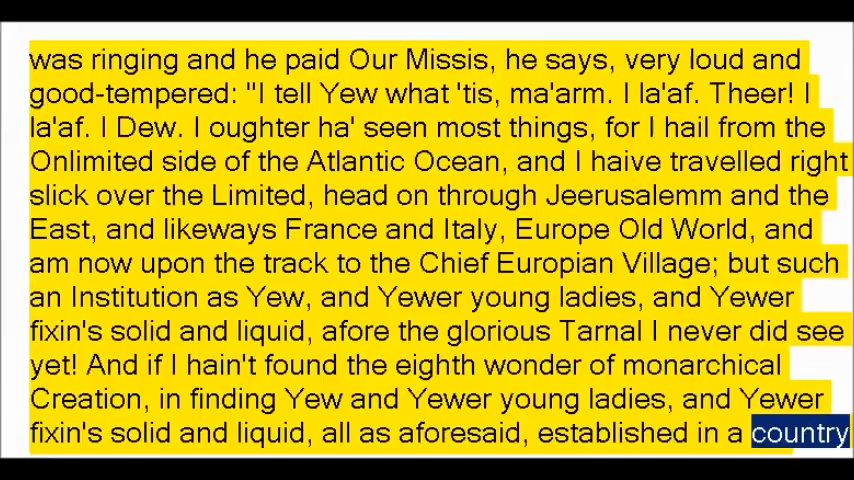 was ringing and he paid Our Missis, he says, very loud and
good-tempered: "I tell Yew what 'tis, ma'arm. I la'af. Theer! I
la'af. I Dew. I oughter ha' seen most things, for I hail from the
Onlimited side of the Atlantic Ocean, and I haive travelled right
slick over the Limited, head on through Jeerusalemm and the
East, and likeways France and Italy, Europe Old World, and
am now upon the track to the Chief Europian Village; but such
an Institution as Yew, and Yewer young ladies, and Yewer
fixin's solid and liquid, afore the glorious Tarnal I never did see
yet! And if I hain't found the eighth wonder of monarchical
Creation, in finding Yew and Yewer young ladies, and Yewer
fixin's solid and liquid, all as aforesaid, established in a country